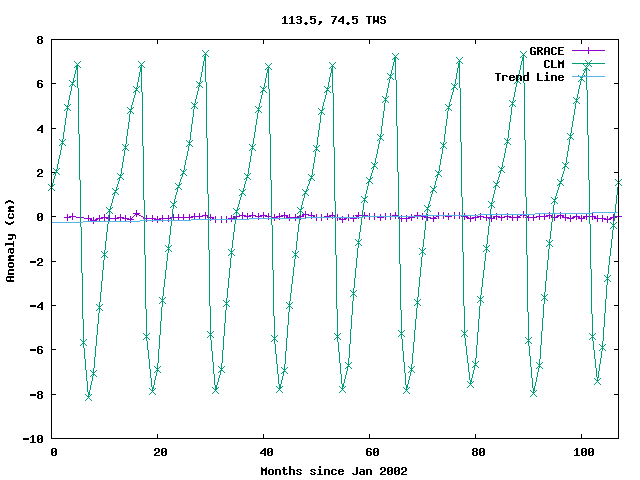 113.5, 74.5 TWS
GRACE
CLM
Trend Line
8
6
4
2
0
-2
-4
-6
-8
-10
Anomaly (cm)
0 20 40 60 80 100
Months since Jan 2002